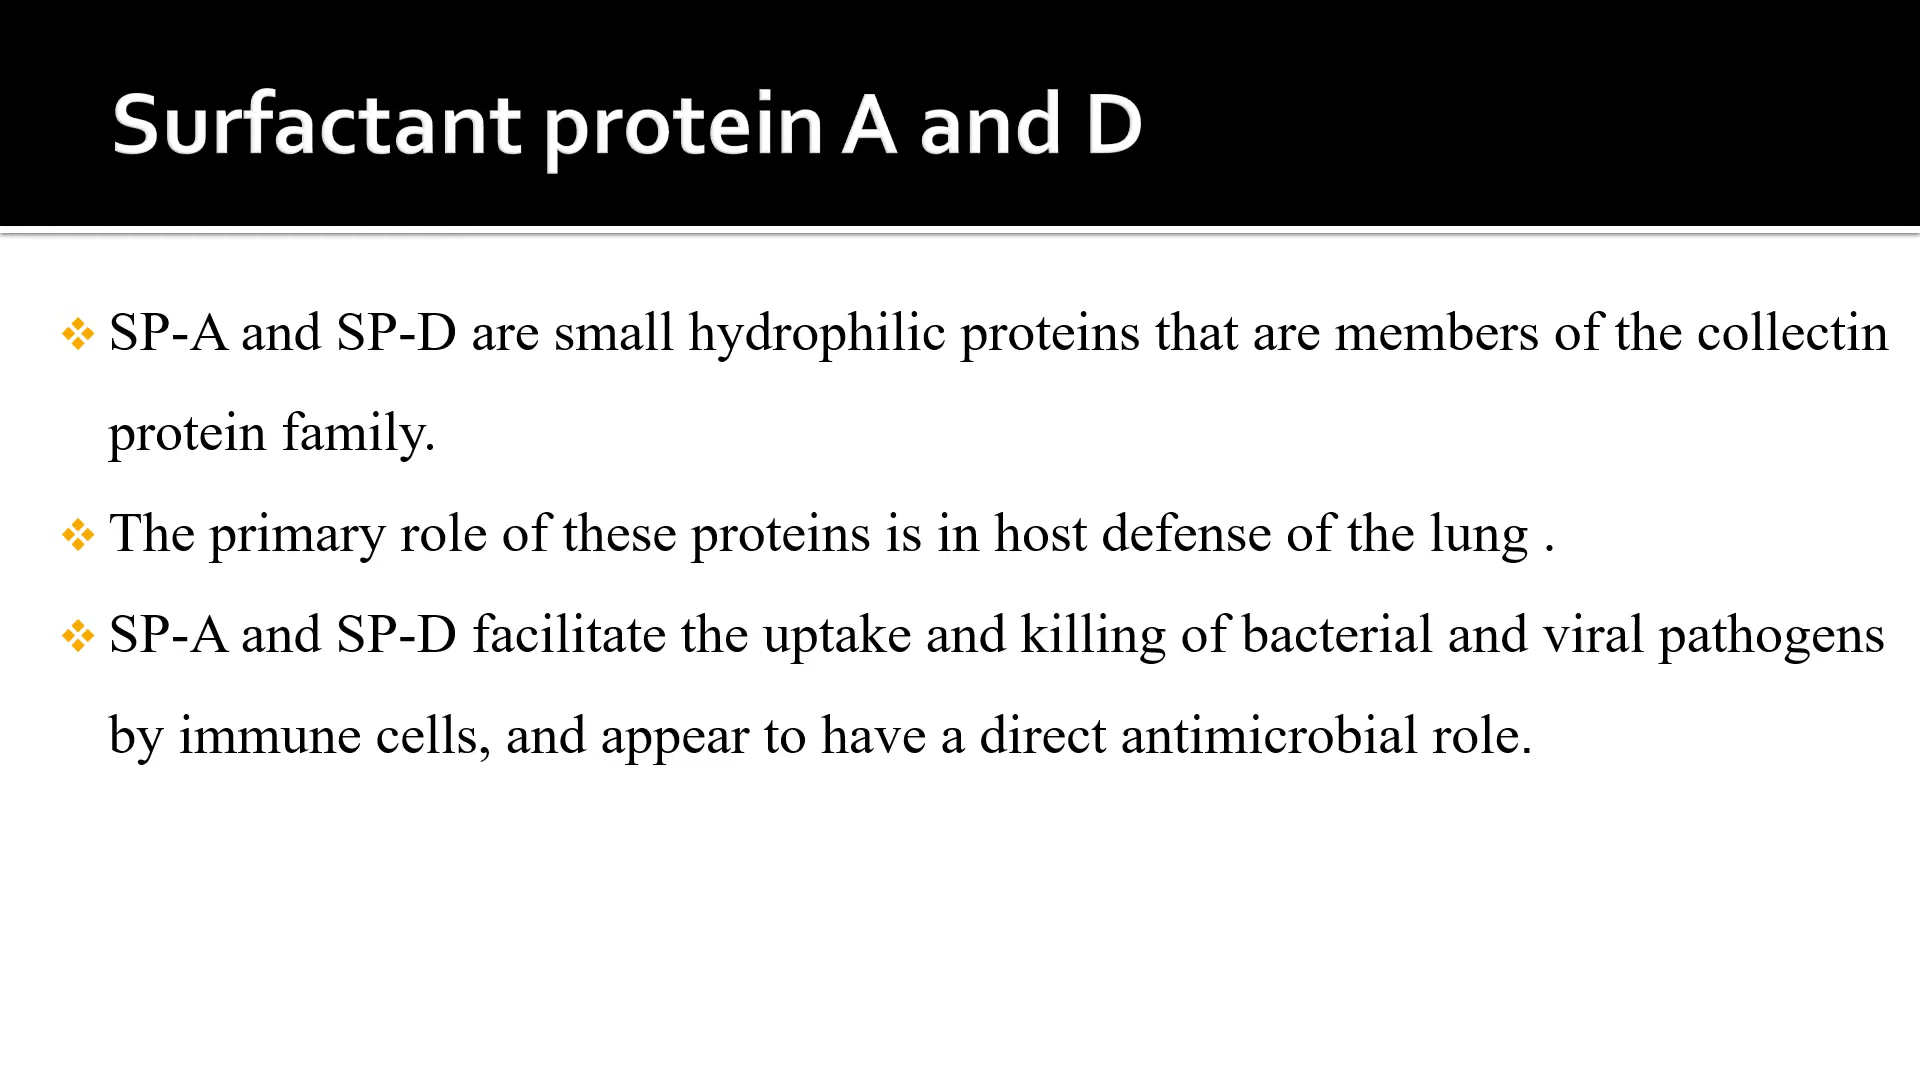 Surfactant protein A and D
❖ SP-A and SP-D are small hydrophilic proteins that are members of the collectin
protein family.
❖ The primary role of these proteins is in host defense of the lung .
❖ SP-A and SP-D facilitate the uptake and killing of bacterial and viral pathogens
by immune cells, and appear to have a direct antimicrobial role.